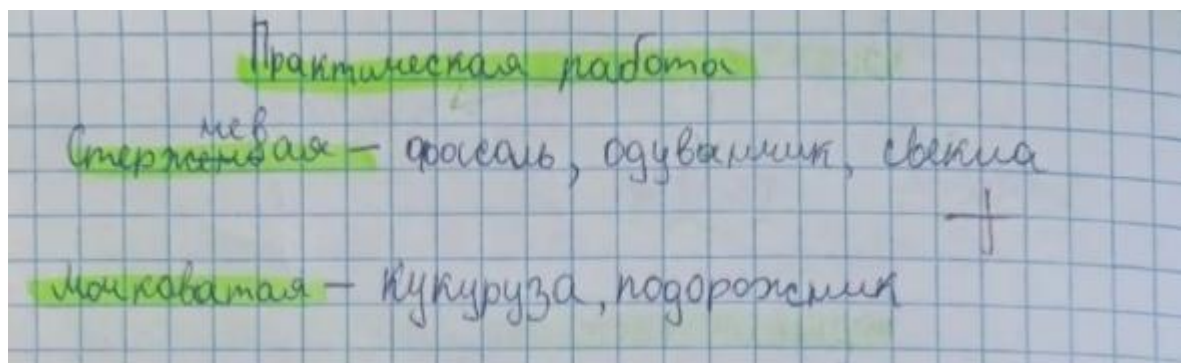 Практическая работа
Стержневая – фасоль, одуванчик, свекла
+
Мочковатая – кукуруза, подорожник